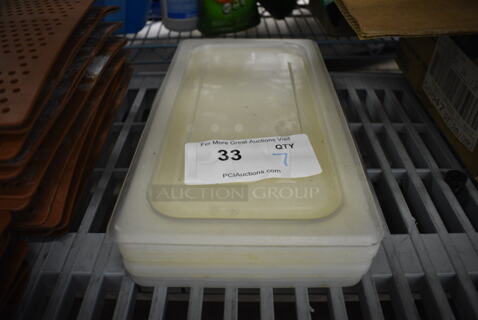 For More Great Auctions Visit
33
QTY
7
PCIAuctions.com
AUCTION GROUP